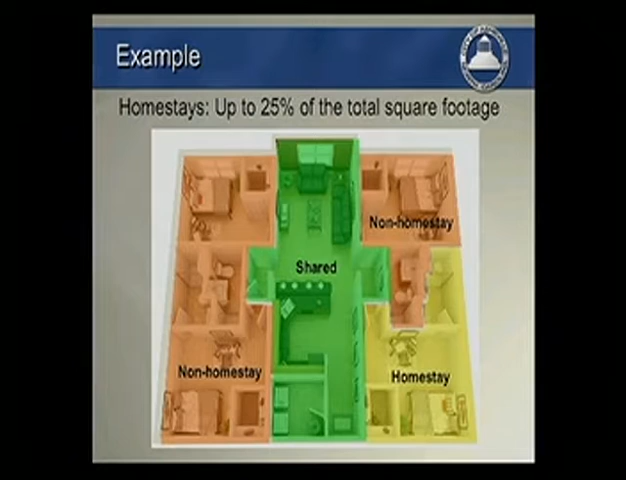 Example
Homestays: Up to 25% of the total square footage
Non-homestay
Shared
Non-homestay
Homestay